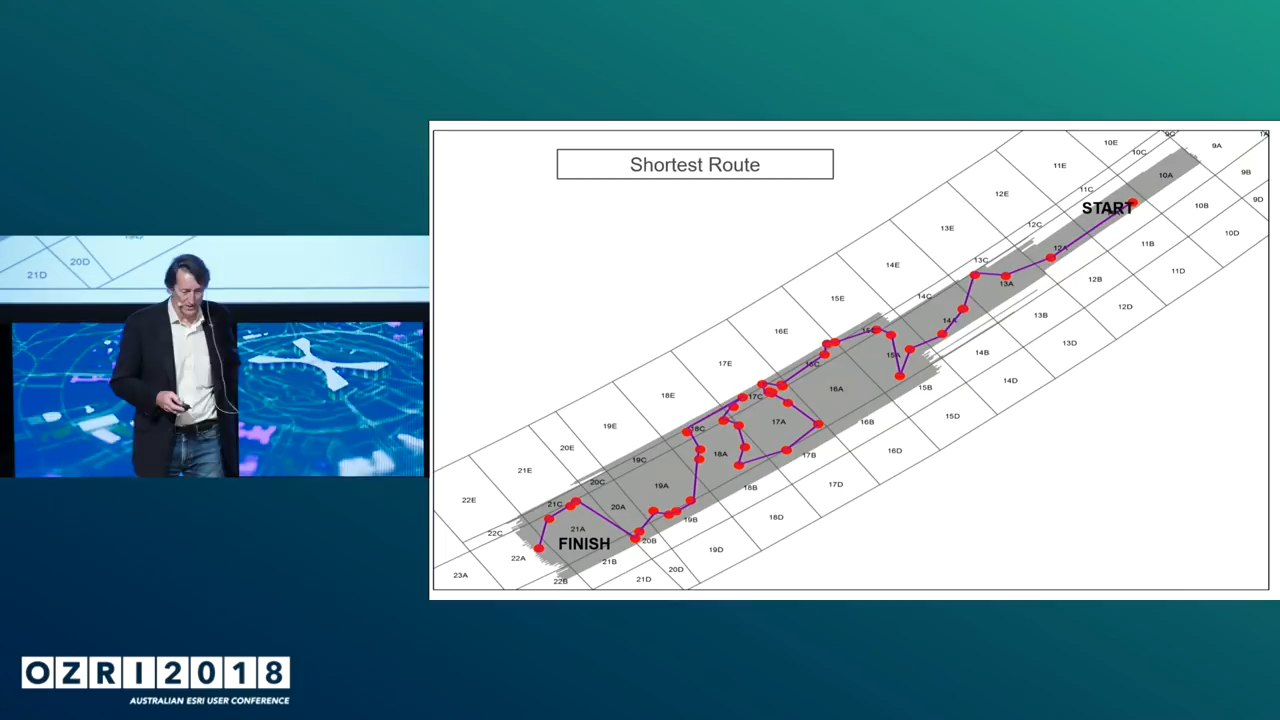 Shortest Route
9C
1A
10E
10C
9A
11E
10A
9B
12E
11C
9D
START
10B
13E
12C
10D
12A
11B
14E
13C
11D
13A
12B
15E
14C
12D
14A
13B
16E
13D
17E
15A
14B
16C
18E
16A
15B
14D
17C
19E
18C
17A
16B
15D
20E
18A
17B
16D
21E
19C
20C
19A
18B
17D
22E
21C
20A
19B
18D
22C
21A
FINISH
20B
19D
22A
21B
20D
23A
22B
21D
20D
21D
OZRI2018
AUSTRALIAN ESRI USER CONFERENCE